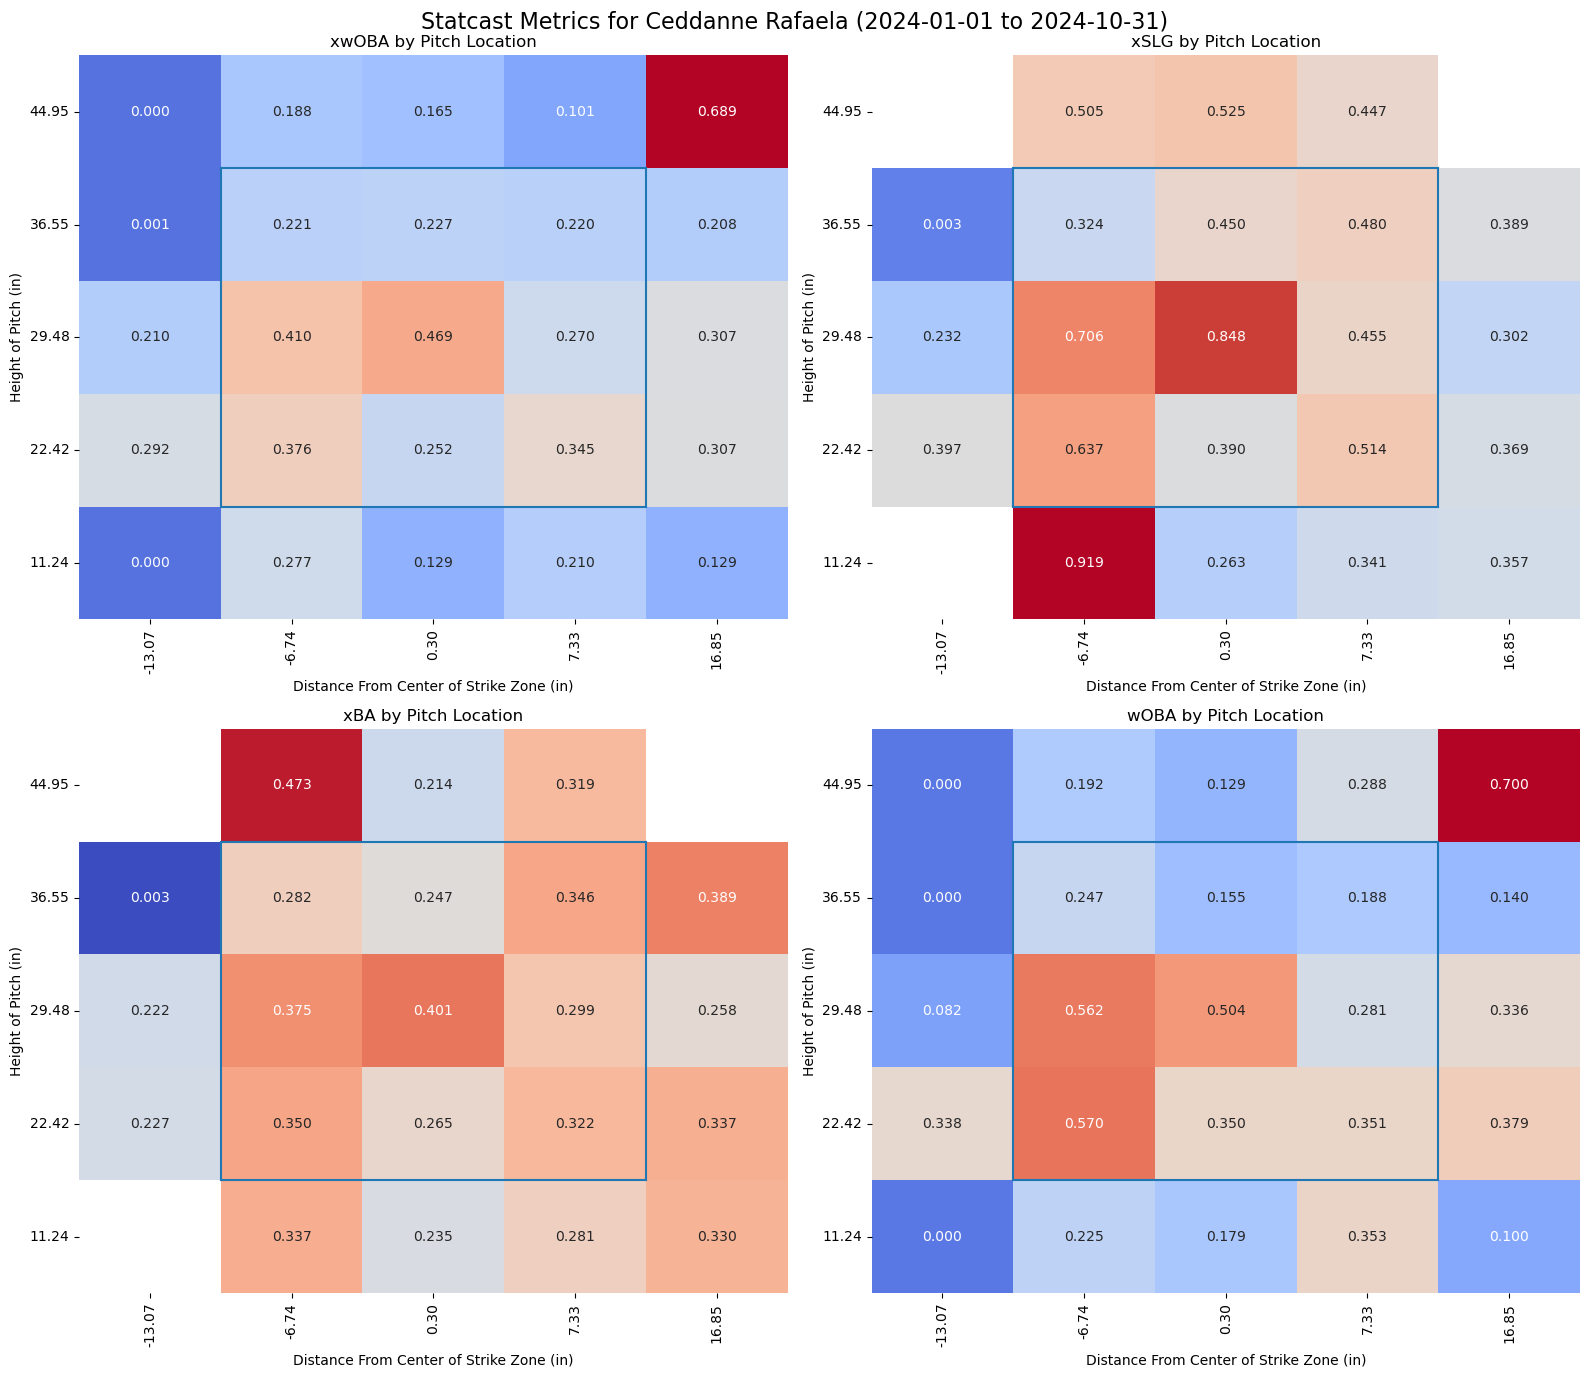 Statcast Metrics for Ceddanne Rafaela (2024-01-01 to 2024-10-31)
xwOBA by Pitch Location
Height of Pitch (in)
44.95 0.000 0.188 0.165 0.101 0.689
36.55 0.001 0.221 0.227 0.220 0.208
29.48 0.210 0.410 0.469 0.270 0.307
22.42 0.292 0.376 0.252 0.345 0.307
11.24 0.000 0.277 0.129 0.210 0.129
-13.07 -6.74 0.30 7.33 16.85
Distance From Center of Strike Zone (in)
xSLG by Pitch Location
Height of Pitch (in)
44.95 0.505 0.525 0.447
36.55 0.003 0.324 0.450 0.480 0.389
29.48 0.232 0.706 0.848 0.455 0.302
22.42 0.397 0.637 0.390 0.514 0.369
11.24 0.919 0.263 0.341 0.357
-13.07 -6.74 0.30 7.33 16.85
Distance From Center of Strike Zone (in)
xBA by Pitch Location
Height of Pitch (in)
44.95 0.473 0.214 0.319
36.55 0.003 0.282 0.247 0.346 0.389
29.48 0.222 0.375 0.401 0.299 0.258
22.42 0.227 0.350 0.265 0.322 0.337
11.24 0.337 0.235 0.281 0.330
-13.07 -6.74 0.30 7.33 16.85
Distance From Center of Strike Zone (in)
wOBA by Pitch Location
Height of Pitch (in)
44.95 0.000 0.192 0.129 0.288 0.700
36.55 0.000 0.247 0.155 0.188 0.140
29.48 0.082 0.562 0.504 0.281 0.336
22.42 0.338 0.570 0.350 0.351 0.379
11.24 0.000 0.225 0.179 0.353 0.100
-13.07 -6.74 0.30 7.33 16.85
Distance From Center of Strike Zone (in)